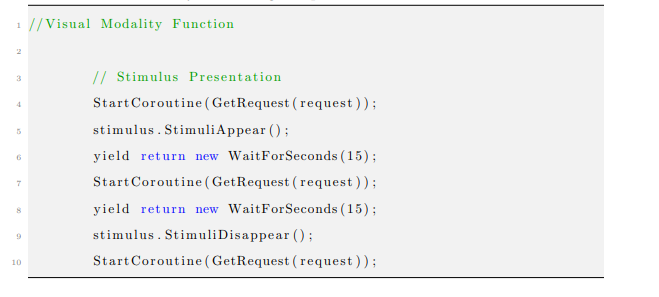 1 //Visual Modality Function
2
3 // Stimulus Presentation
4 StartCoroutine(GetRequest(request));
5 stimulus.StimuliAppear();
6 yield return new WaitForSeconds(15);
7 StartCoroutine(GetRequest(request));
8 yield return new WaitForSeconds(15);
9 stimulus.StimuliDisappear();
10 StartCoroutine(GetRequest(request));